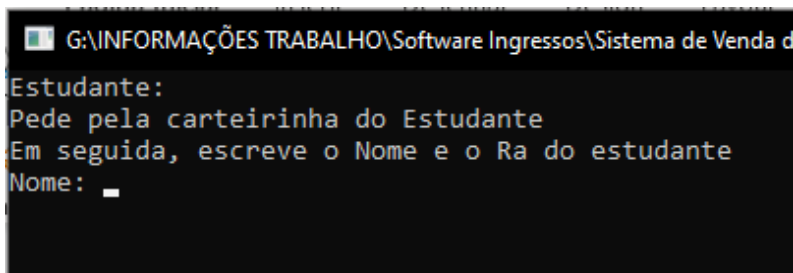 G:\INFORMAÇÕES TRABALHO\Software Ingressos\Sistema de Venda d
Estudante:
Pede pela carteirinha do Estudante
Em seguida, escreve o Nome e o Ra do estudante
Nome: